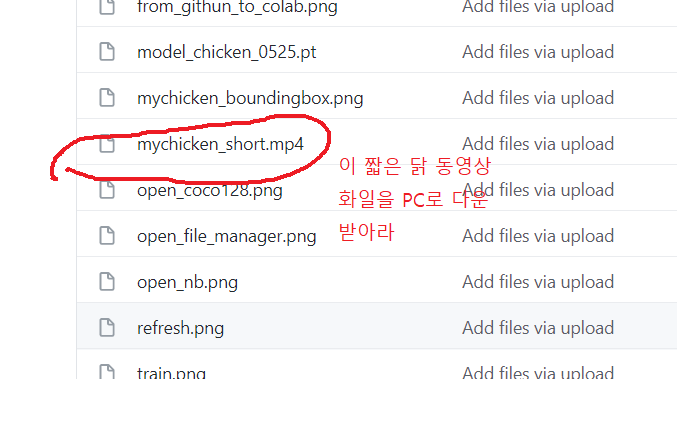 from_githun_to_colab.png Add files via upload
model_chicken_0525.pt Add files via upload
mychicken_boundingbox.png Add files via upload
mychicken_short.mp4 Add files via upload
이 짧은 닭 동영상
open_coco128.png Add files via upload
화일을 PC로 다운
받아라
open_file_manager.png Add files via upload
open_nb.png Add files via upload
refresh.png Add files via upload
train.png Add files via upload